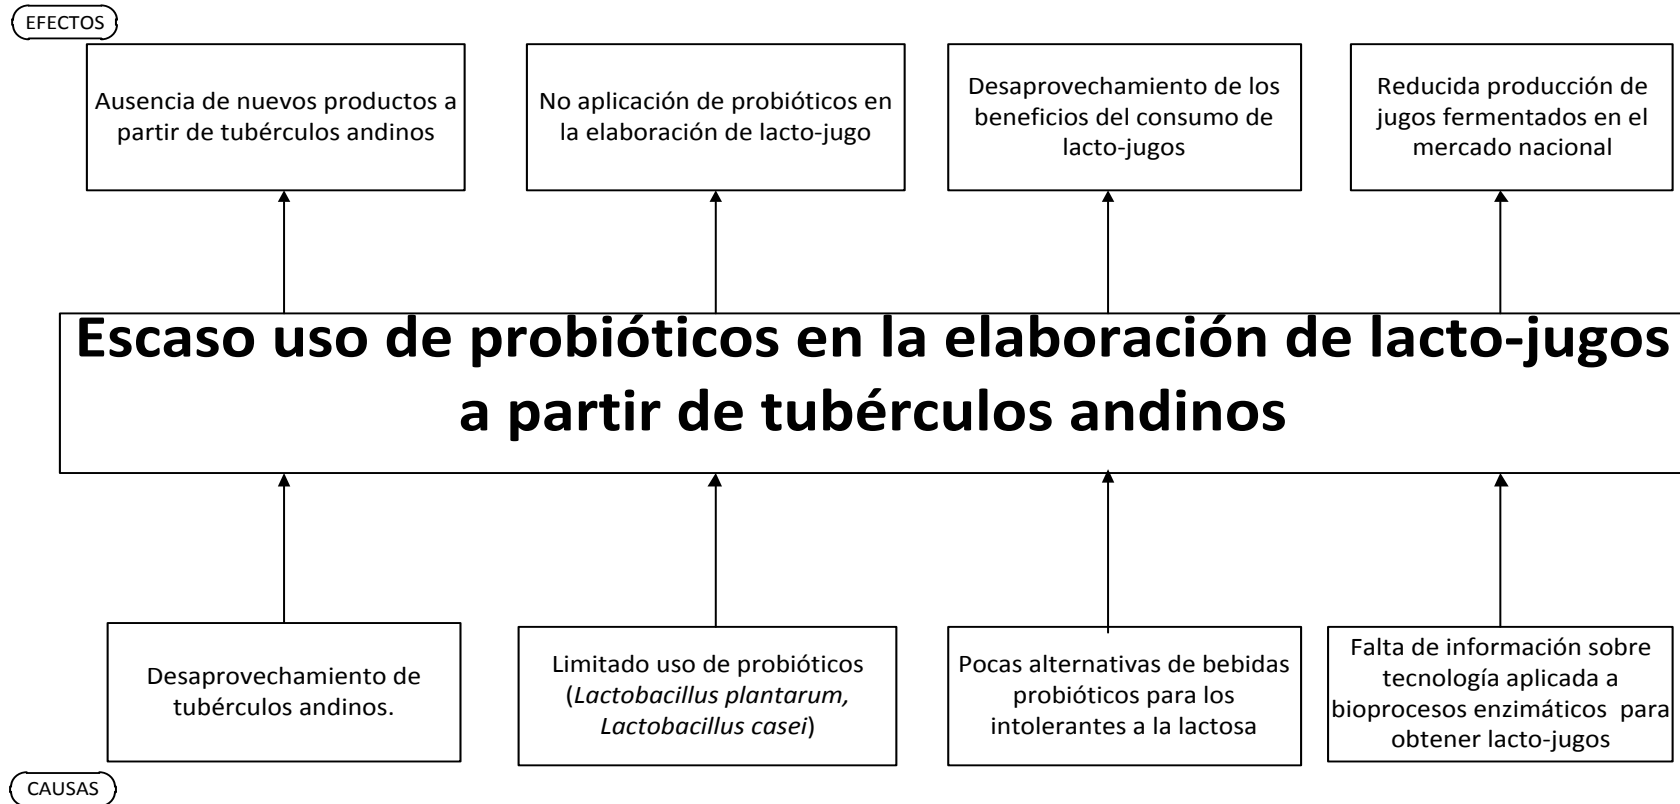 EFECTOS
Ausencia de nuevos productos a
partir de tubérculos andinos
No aplicación de probióticos en
la elaboración de lacto-jugo
Desaprovechamiento de los
beneficios del consumo de
lacto-jugos
Reducida producción de
jugos fermentados en el
mercado nacional
Escaso uso de probióticos en la elaboración de lacto-jugos
a partir de tubérculos andinos
Desaprovechamiento de
tubérculos andinos.
Limitado uso de probióticos
(Lactobacillus plantarum,
Lactobacillus casei)
Pocas alternativas de bebidas
probióticos para los
intolerantes a la lactosa
Falta de información sobre
tecnología aplicada a
bioprocesos enzimáticos para
obtener lacto-jugos
CAUSAS